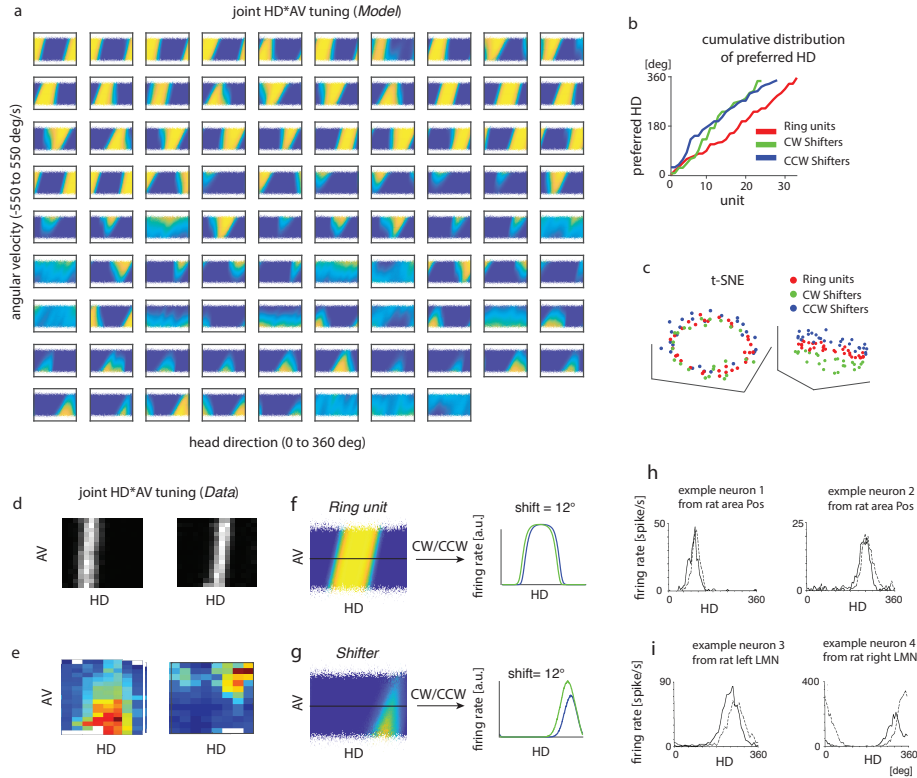 a
joint HD*AV tuning (Model)
angular velocity (-550 to 550 deg/s)
head direction (0 to 360 deg)
b
cumulative distribution
of preferred HD
[deg]
360
180
0
preferred HD
0
10
20
30
unit
Ring units
CW Shifters
CCW Shifters
c
t-SNE
Ring units
CW Shifters
CCW Shifters
d
joint HD*AV tuning (Data)
AV
HD
HD
e
AV
HD
HD
f
Ring unit
AV
HD
CW/CCW
shift = 12°
firing rate [a.u.]
HD
g
Shifter
AV
HD
CW/CCW
shift= 12°
firing rate [a.u.]
HD
h
exmple neuron 1
from rat area Pos
firing rate [spike/s]
50
0
0
HD
360
exmple neuron 2
from rat area Pos
25
0
0
HD
360
i
example neuron 3
from rat left LMN
firing rate [spike/s]
90
0
0
HD
360
example neuron 4
from rat right LMN
400
0
0
HD
360
[deg]